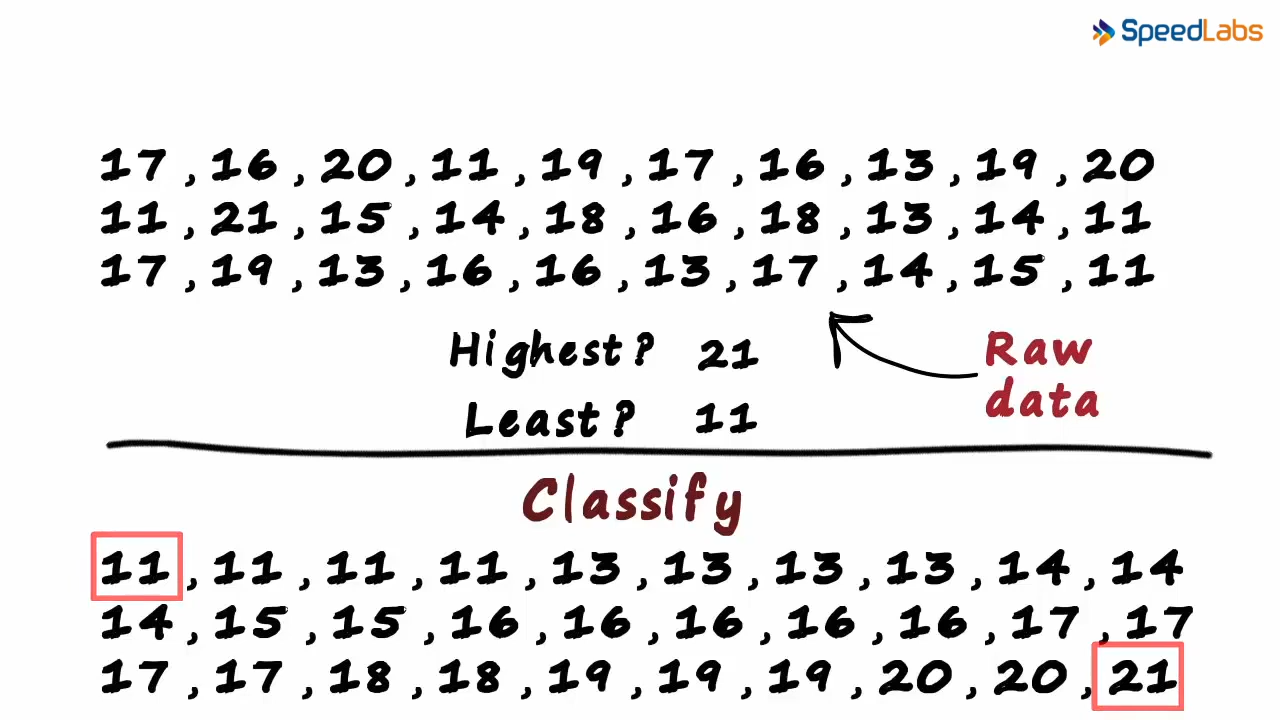 SpeedLabs
17 , 16 , 20 , 11 , 19 , 17 , 16 , 13 , 19 , 20
11 , 21 , 15 , 14 , 18 , 16 , 18 , 13 , 14 , 11
17 , 19 , 13 , 16 , 16 , 13 , 17 , 14 , 15 , 11
Highest ? 21
Raw
data
Least ? 11
Classify
11 , 11 , 11 , 11 , 13 , 13 , 13 , 13 , 14 , 14
14 , 15 , 15 , 16 , 16 , 16 , 16 , 16 , 17 , 17
17 , 17 , 18 , 18 , 19 , 19 , 19 , 20 , 20 , 21